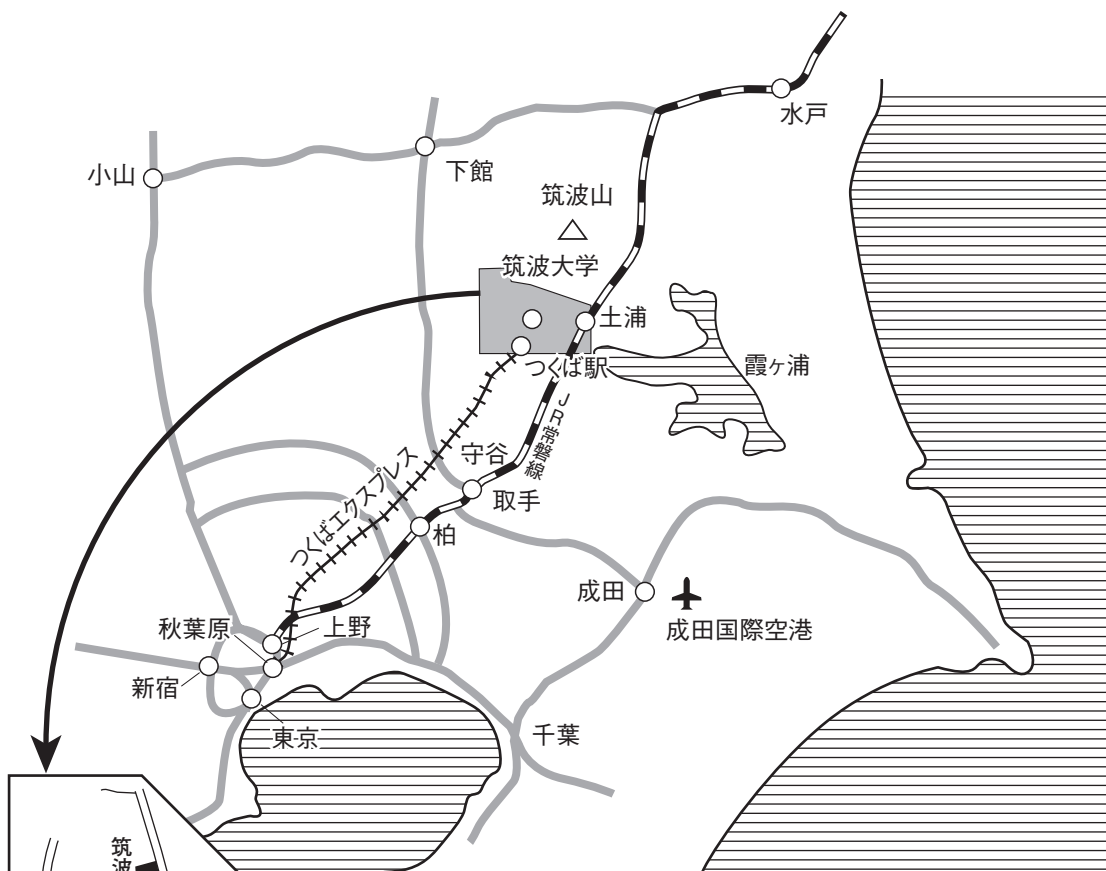 水戸
小山
下館
筑波山
筑波大学
土浦
つくば駅
霞ヶ浦
JR常磐線
守谷
取手
つくばエクスプレス
柏
成田
成田国際空港
秋葉原
上野
新宿
東京
千葉
筑波